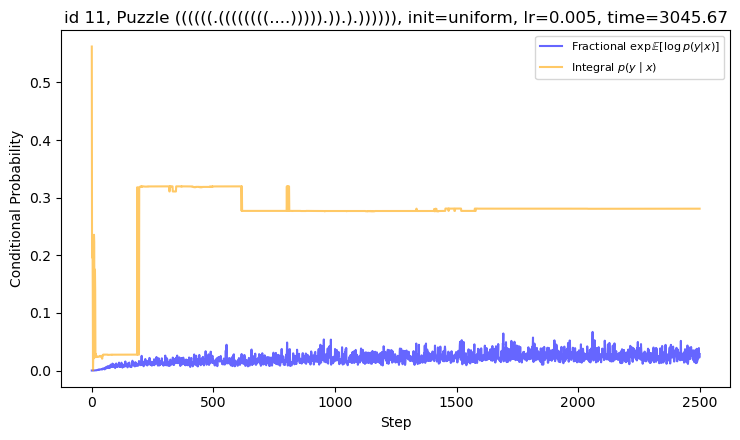 id 11, Puzzle ((((((.((((((((....))))).)).).)))))), init=uniform, lr=0.005, time=3045.67
Fractional exp𝔼[log p(y|x)]
Integral p(y | x)
Conditional Probability
0.5
0.4
0.3
0.2
0.1
0.0
0
500
1000
1500
2000
2500
Step